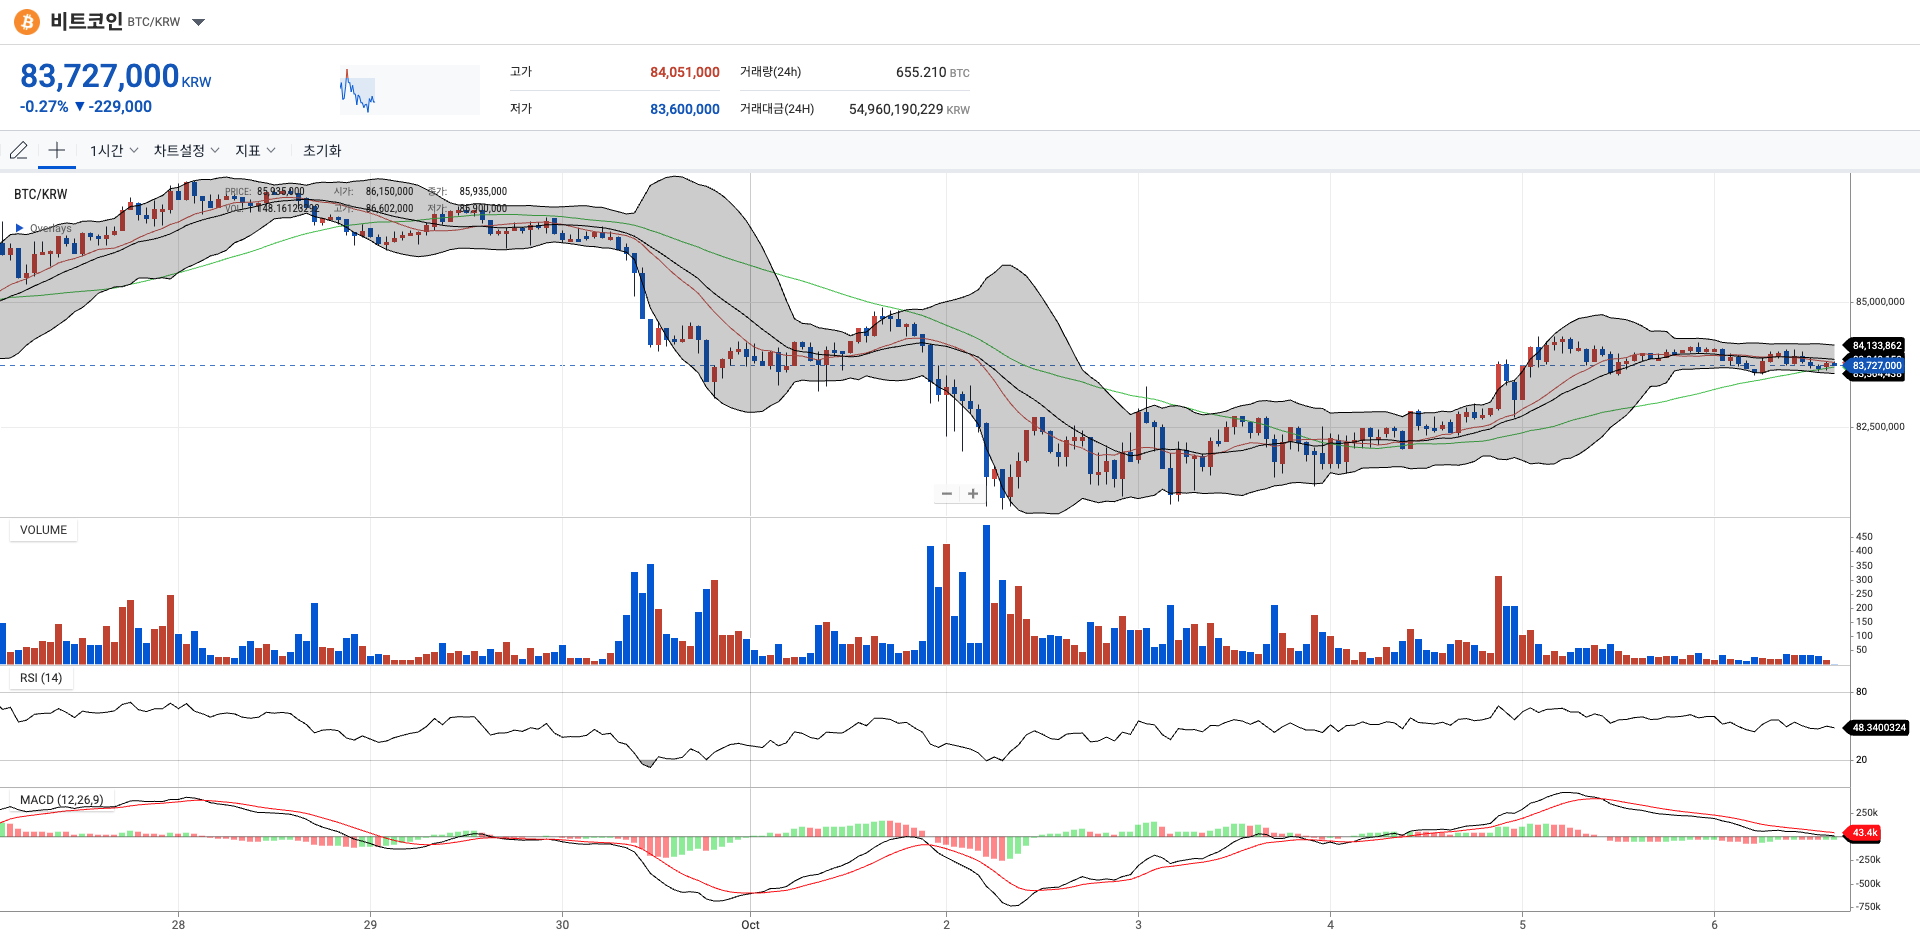 비트코인 BTC/KRW
83,727,000 KRW
-0.27% ▼ -229,000
고가 84,051,000
저가 83,600,000
거래량(24h) 655.210 BTC
거래대금(24H) 54,960,190,229 KRW
1시간 차트설정 지표 초기화
BTC/KRW
PRICE: 85,935,000 시가: 86,150,000 종가: 85,935,000
고가: 86,602,000 저가: 85,900,000
Overlays
85,000,000
84,133,862
83,727,000
82,500,000
− +
VOLUME
450
400
350
300
250
200
150
100
50
RSI (14)
80
48.3400324
20
MACD (12,26,9)
250k
43.4k
-250k
-500k
-750k
28 29 30 Oct 2 3 4 5 6